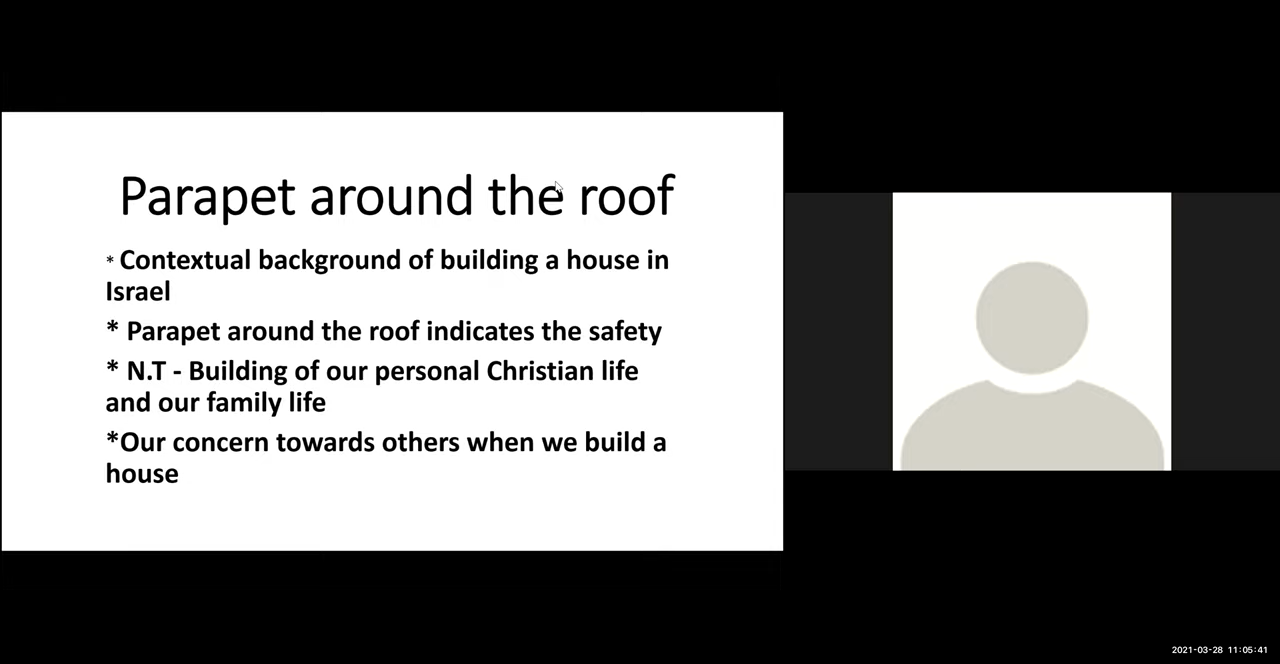 Parapet around the roof
* Contextual background of building a house in
Israel
* Parapet around the roof indicates the safety
* N.T - Building of our personal Christian life
and our family life
*Our concern towards others when we build a
house
2021-03-28 11:05:41